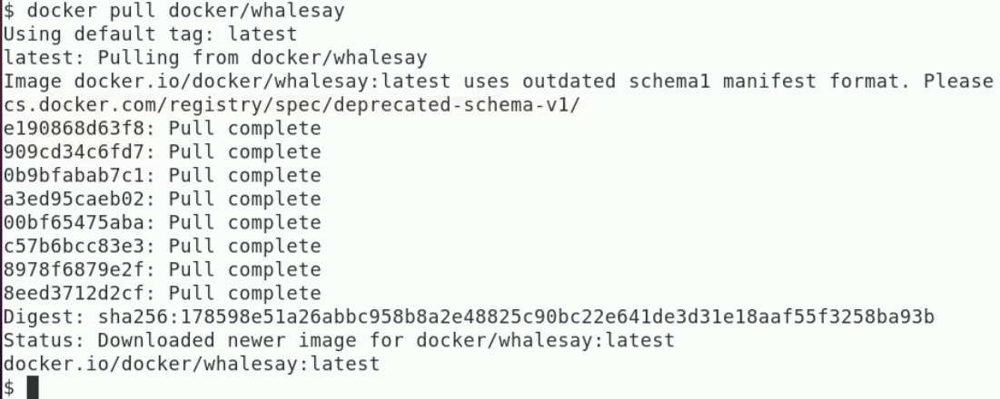 $ docker pull docker/whalesay
Using default tag: latest
latest: Pulling from docker/whalesay
Image docker.io/docker/whalesay:latest uses outdated schema1 manifest format. Please
cs.docker.com/registry/spec/deprecated-schema-v1/
e190868d63f8: Pull complete
909cd34c6fd7: Pull complete
0b9bfabab7c1: Pull complete
a3ed95caeb02: Pull complete
00bf65475aba: Pull complete
c57b6bcc83e3: Pull complete
8978f6879e2f: Pull complete
8eed3712d2cf: Pull complete
Digest: sha256:178598e51a26abbc958b8a2e48825c90bc22e641de3d31e18aaf55f3258ba93b
Status: Downloaded newer image for docker/whalesay:latest
docker.io/docker/whalesay:latest
$